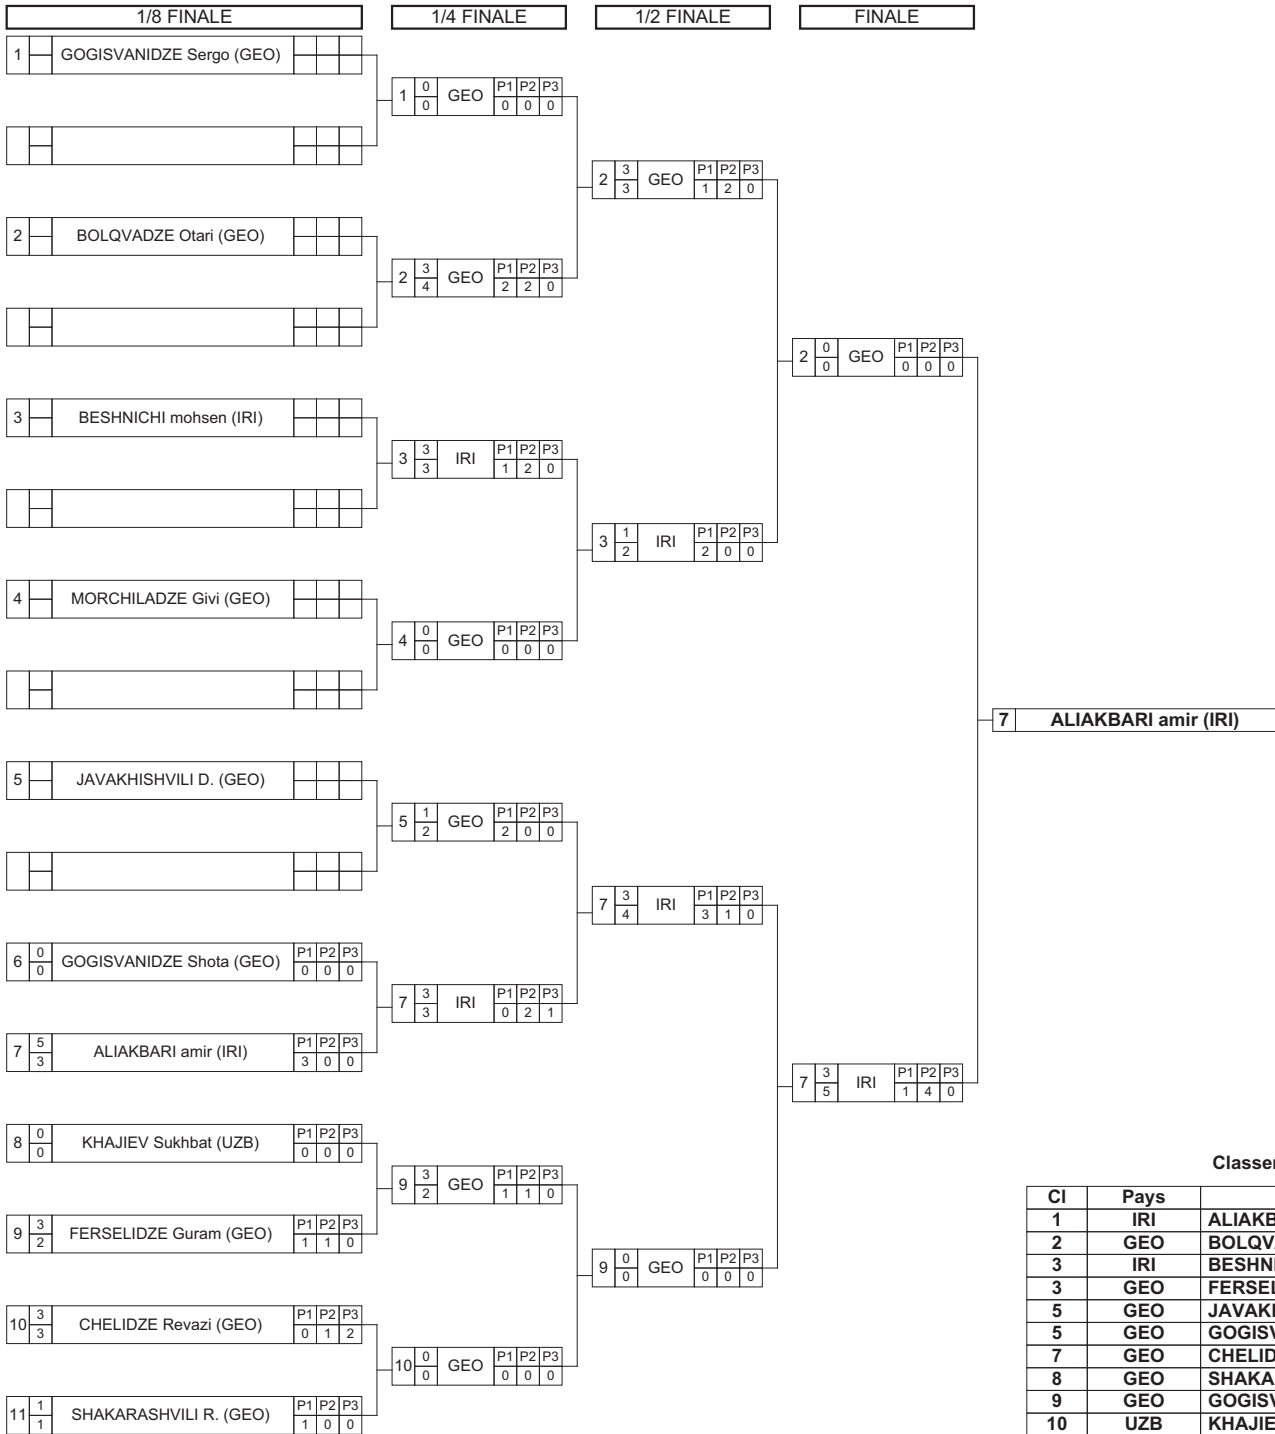 1/8 FINALE 1/4 FINALE 1/2 FINALE FINALE
1 GOGISVANIDZE Sergo (GEO)
1 0 0 GEO P1 P2 P3 0 0 0
2 3 3 GEO P1 P2 P3 1 2 0
2 BOLQVADZE Otari (GEO)
2 3 4 GEO P1 P2 P3 2 2 0
2 0 0 GEO P1 P2 P3 0 0 0
3 BESHNICHI mohsen (IRI)
3 3 3 IRI P1 P2 P3 1 2 0
3 1 2 IRI P1 P2 P3 2 0 0
4 MORCHILADZE Givi (GEO)
4 0 0 GEO P1 P2 P3 0 0 0
7 ALIAKBARI amir (IRI)
5 JAVAKHISHVILI D. (GEO)
5 1 2 GEO P1 P2 P3 2 0 0
7 3 4 IRI P1 P2 P3 3 1 0
6 0 0 GOGISVANIDZE Shota (GEO) P1 P2 P3 0 0 0
7 3 3 IRI P1 P2 P3 0 2 1
7 5 3 ALIAKBARI amir (IRI) P1 P2 P3 3 0 0
7 3 5 IRI P1 P2 P3 1 4 0
8 0 0 KHAJIEV Sukhbat (UZB) P1 P2 P3 0 0 0
9 3 2 GEO P1 P2 P3 1 1 0
9 3 2 FERSELIDZE Guram (GEO) P1 P2 P3 1 1 0
9 0 0 GEO P1 P2 P3 0 0 0
10 3 3 CHELIDZE Revazi (GEO) P1 P2 P3 0 1 2
10 0 0 GEO P1 P2 P3 0 0 0
11 1 1 SHAKARASHVILI R. (GEO) P1 P2 P3 1 0 0
Classe
Cl Pays
1 IRI ALIAKB
2 GEO BOLQV
3 IRI BESHN
3 GEO FERSEL
5 GEO JAVAK
5 GEO GOGISV
7 GEO CHELID
8 GEO SHAKA
9 GEO GOGISV
10 UZB KHAJIE